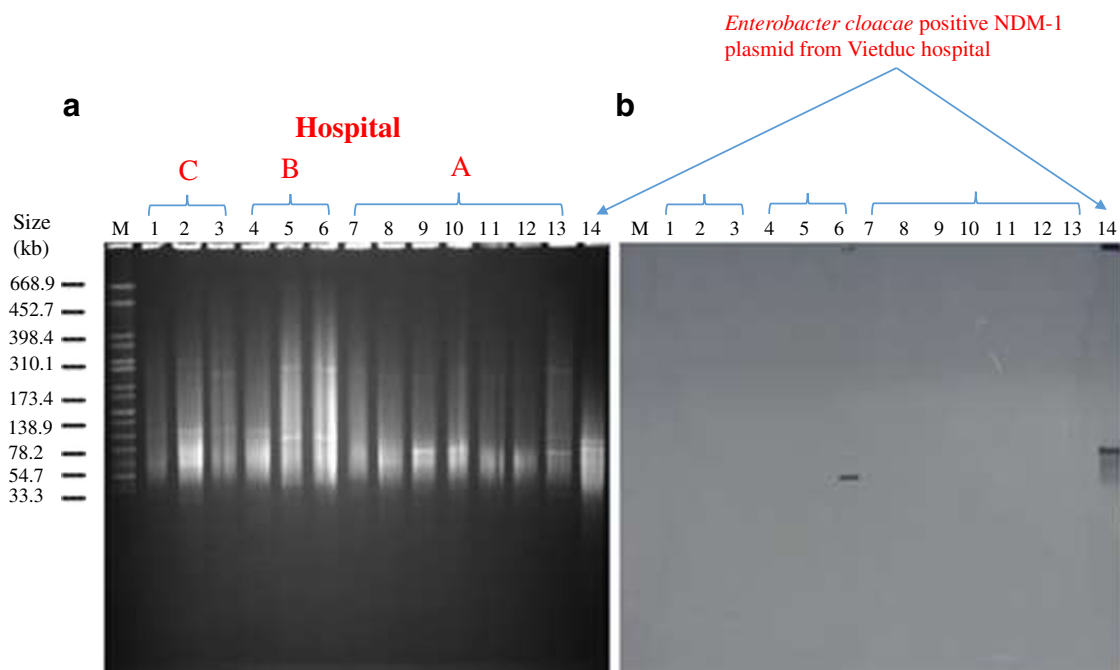 Enterobacter cloacae positive NDM-1
plasmid from Vietduc hospital
a
b
Hospital
C B A
Size
(kb)
M 1 2 3 4 5 6 7 8 9 10 11 12 13 14
M 1 2 3 4 5 6 7 8 9 10 11 12 13 14
668.9
452.7
398.4
310.1
173.4
138.9
78.2
54.7
33.3